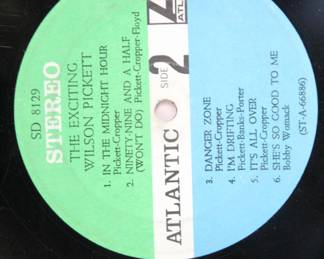 SD 8129
STEREO
THE EXCITING
WILSON PICKETT
1. IN THE MIDNIGHT HOUR
Pickett-Cropper
2. NINETY-NINE AND A HALF
(WON'T DO) Pickett-Cropper-Floyd
ATLANTIC
SIDE 2
ATL
3. DANGER ZONE
Pickett-Cropper
4. I'M DRIFTING
Pickett-Banks-Porter
5. IT'S ALL OVER
Pickett-Cropper
6. SHE'S SO GOOD TO ME
Bobby Womack
(ST-A-66886)